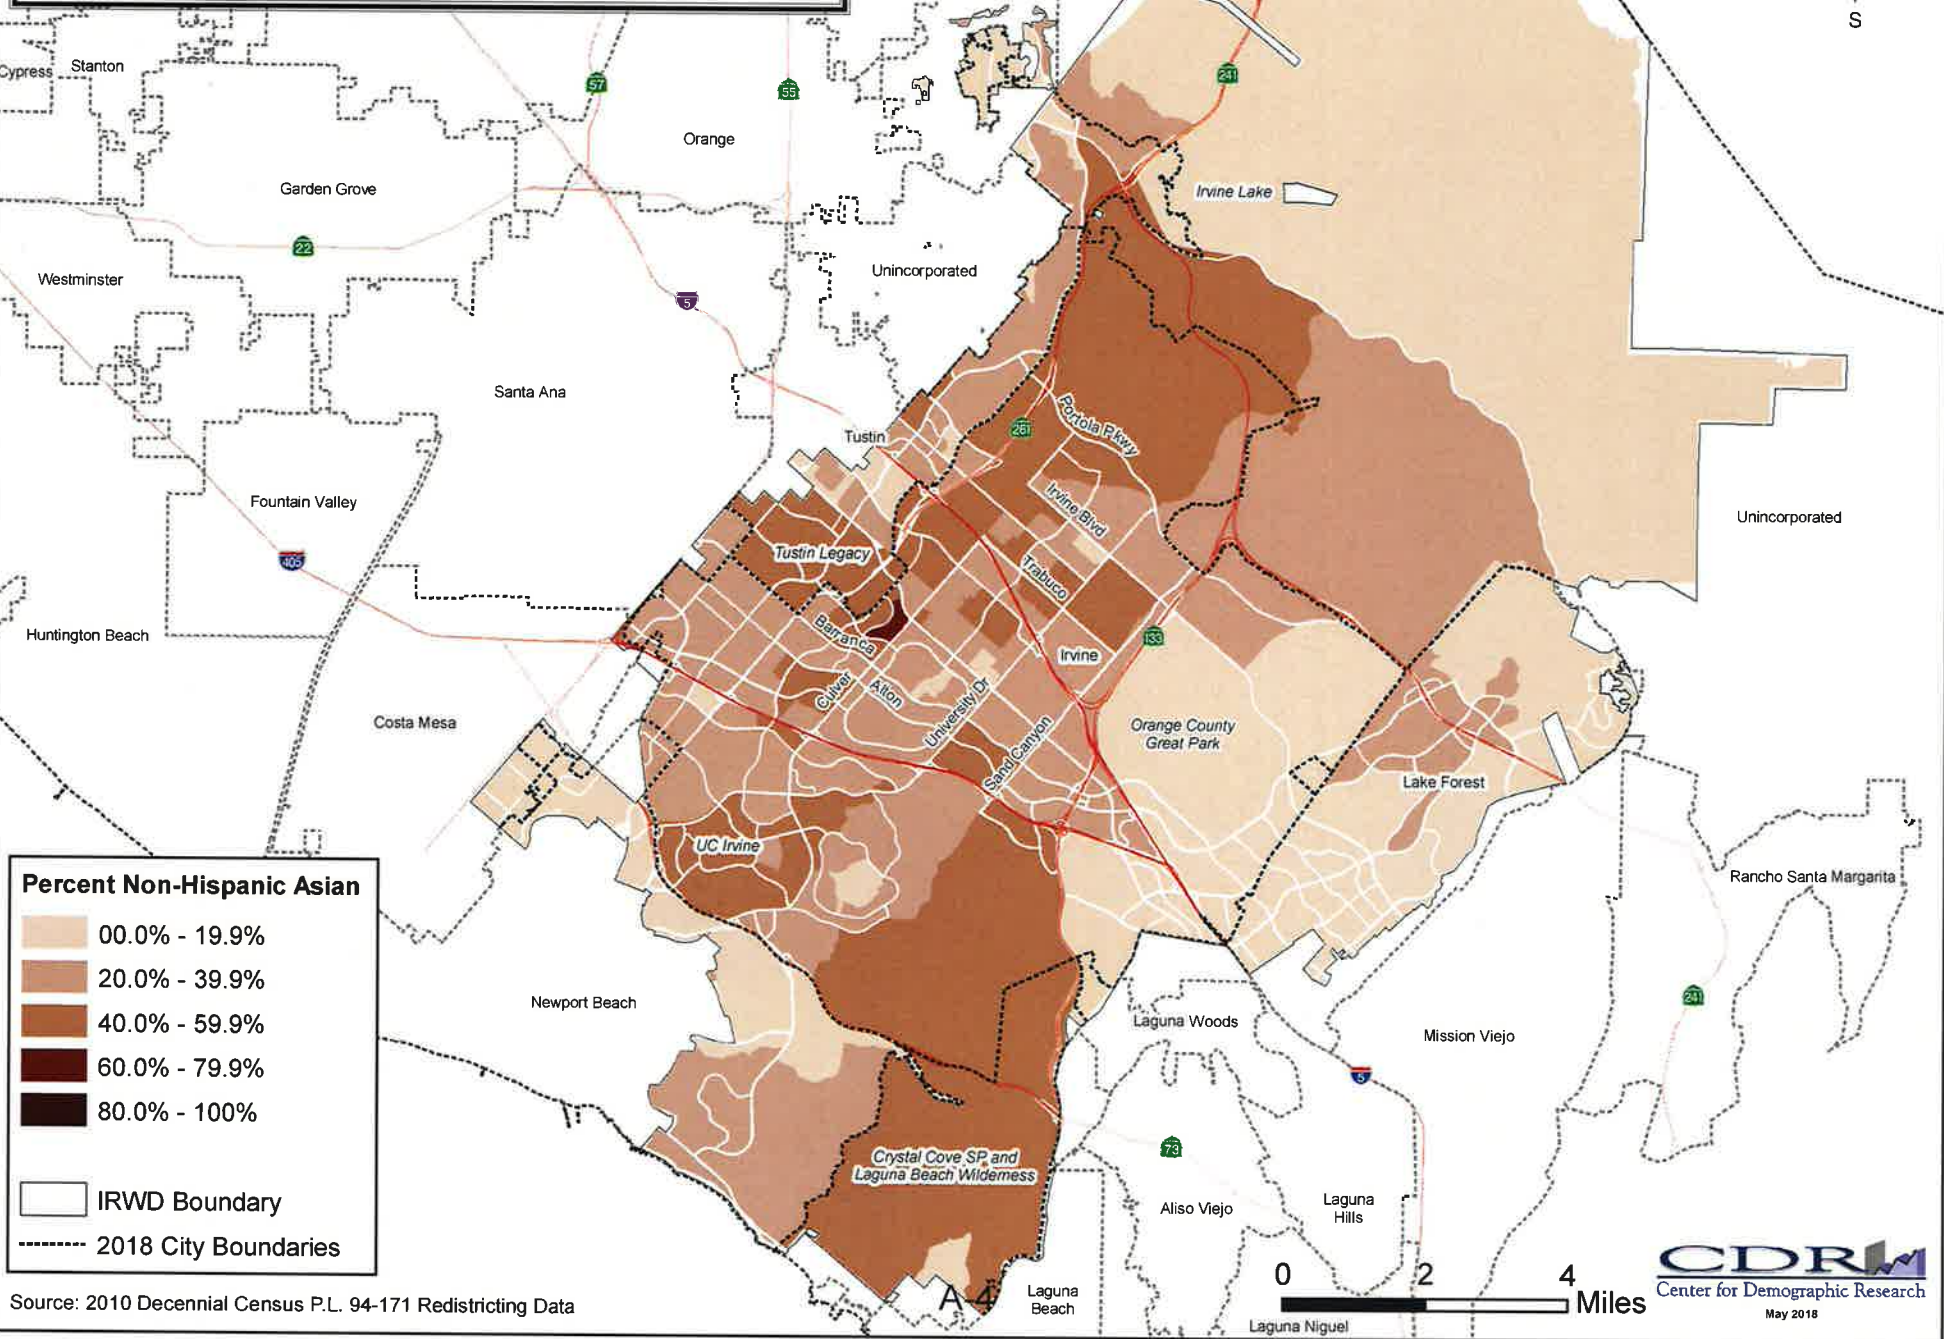 S
Cypress
Stanton
57
55
241
Orange
Garden Grove
Irvine Lake
22
Westminster
Unincorporated
5
Santa Ana
Portola Pkwy
261
Tustin
Fountain Valley
Irvine Blvd
Unincorporated
Tustin Legacy
405
Trabuco
Huntington Beach
Barranca
133
Irvine
Culver
Alton
University Dr
Costa Mesa
Sand Canyon
Orange County
Great Park
Lake Forest
UC Irvine
Rancho Santa Margarita
Percent Non-Hispanic Asian
00.0% - 19.9%
20.0% - 39.9%
40.0% - 59.9%
60.0% - 79.9%
80.0% - 100%
IRWD Boundary
2018 City Boundaries
Newport Beach
Laguna Woods
241
Mission Viejo
5
73
Crystal Cove SP and
Laguna Beach Wilderness
Aliso Viejo
Laguna
Hills
Laguna
Beach
A-4
0 2 4
Miles
Laguna Niguel
CDR
Center for Demographic Research
May 2018
Source: 2010 Decennial Census P.L. 94-171 Redistricting Data